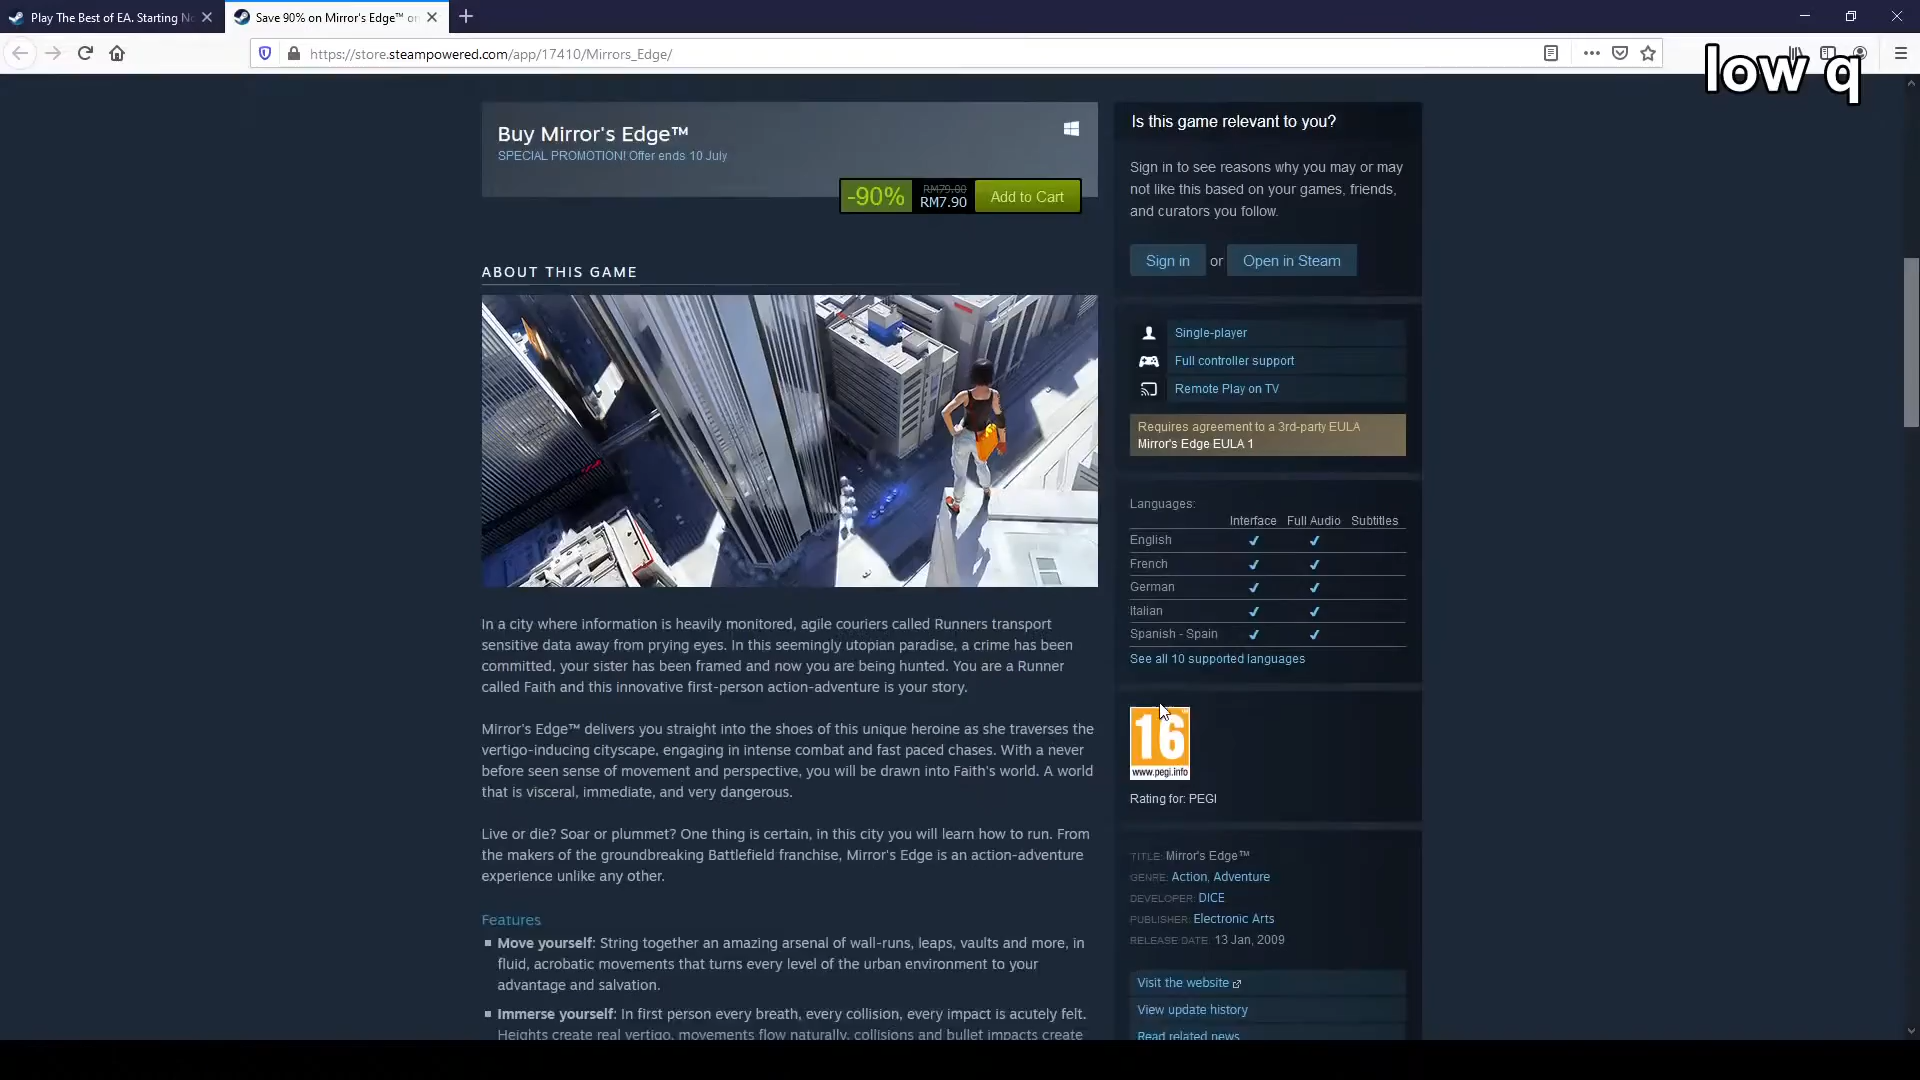 Play The Best of EA. Starting No
Save 90% on Mirror's Edge™ on
https://store.steampowered.com/app/17410/Mirrors_Edge/
low q
Buy Mirror's Edge™
SPECIAL PROMOTION! Offer ends 10 July
-90%
RM79.00
RM7.90
Add to Cart
ABOUT THIS GAME
In a city where information is heavily monitored, agile couriers called Runners transport
sensitive data away from prying eyes. In this seemingly utopian paradise, a crime has been
committed, your sister has been framed and now you are being hunted. You are a Runner
called Faith and this innovative first-person action-adventure is your story.
Mirror's Edge™ delivers you straight into the shoes of this unique heroine as she traverses the
vertigo-inducing cityscape, engaging in intense combat and fast paced chases. With a never
before seen sense of movement and perspective, you will be drawn into Faith's world. A world
that is visceral, immediate, and very dangerous.
Live or die? Soar or plummet? One thing is certain, in this city you will learn how to run. From
the makers of the groundbreaking Battlefield franchise, Mirror's Edge is an action-adventure
experience unlike any other.
Features
Move yourself: String together an amazing arsenal of wall-runs, leaps, vaults and more, in
fluid, acrobatic movements that turns every level of the urban environment to your
advantage and salvation.
Immerse yourself: In first person every breath, every collision, every impact is acutely felt.
Heights create real vertigo, movements flow naturally, collisions and bullet impacts create
Is this game relevant to you?
Sign in to see reasons why you may or may
not like this based on your games, friends,
and curators you follow.
Sign in or Open in Steam
Single-player
Full controller support
Remote Play on TV
Requires agreement to a 3rd-party EULA
Mirror's Edge EULA 1
Languages:
Interface Full Audio Subtitles
English ✔ ✔
French ✔ ✔
German ✔ ✔
Italian ✔ ✔
Spanish - Spain ✔ ✔
See all 10 supported languages
16
www.pegi.info
Rating for: PEGI
TITLE: Mirror's Edge™
GENRE: Action, Adventure
DEVELOPER: DICE
PUBLISHER: Electronic Arts
RELEASE DATE: 13 Jan, 2009
Visit the website
View update history
Read related news